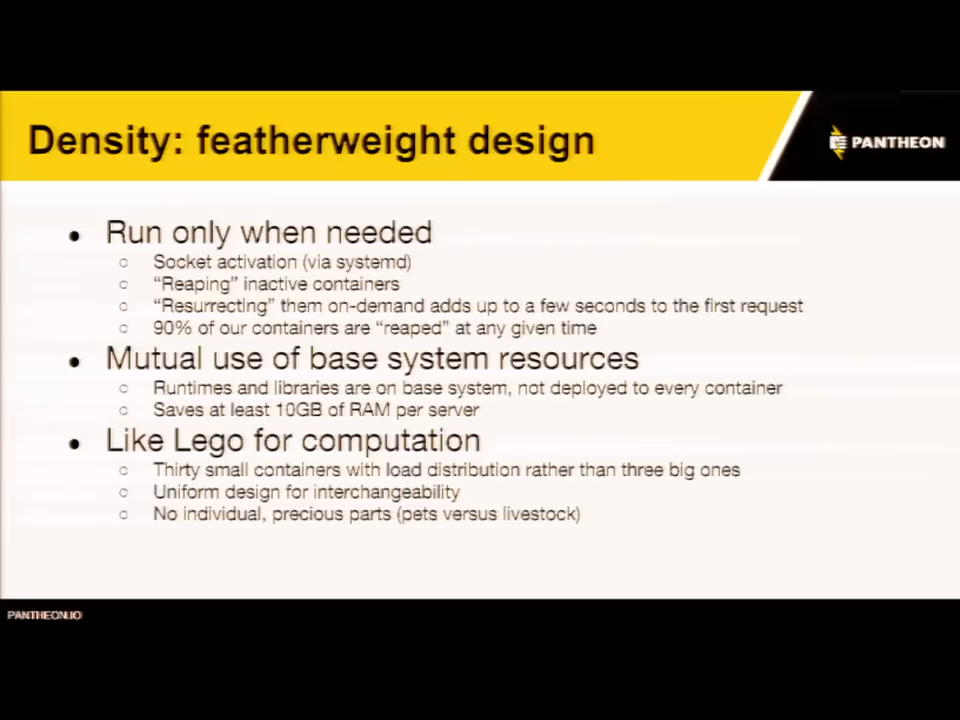 Density: featherweight design
PANTHEON
• Run only when needed
○ Socket activation (via systemd)
○ “Reaping” inactive containers
○ “Resurrecting” them on-demand adds up to a few seconds to the first request
○ 90% of our containers are “reaped” at any given time
• Mutual use of base system resources
○ Runtimes and libraries are on base system, not deployed to every container
○ Saves at least 10GB of RAM per server
• Like Lego for computation
○ Thirty small containers with load distribution rather than three big ones
○ Uniform design for interchangeability
○ No individual, precious parts (pets versus livestock)
PANTHEON.IO